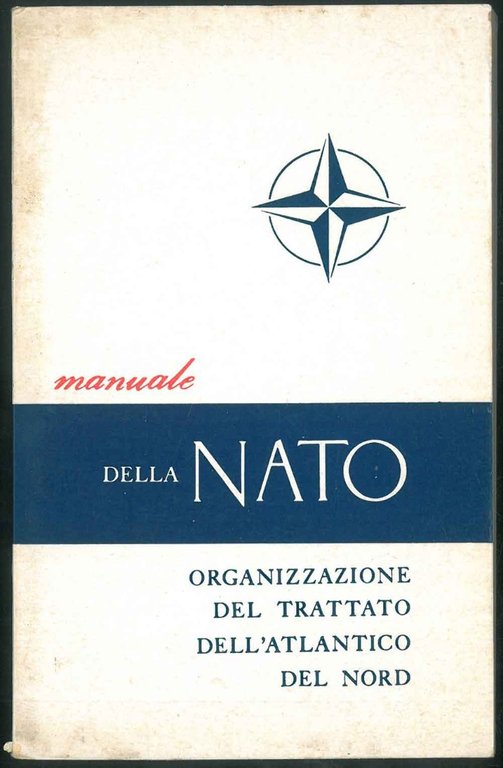 manuale
DELLA NATO
ORGANIZZAZIONE
DEL TRATTATO
DELL'ATLANTICO
DEL NORD